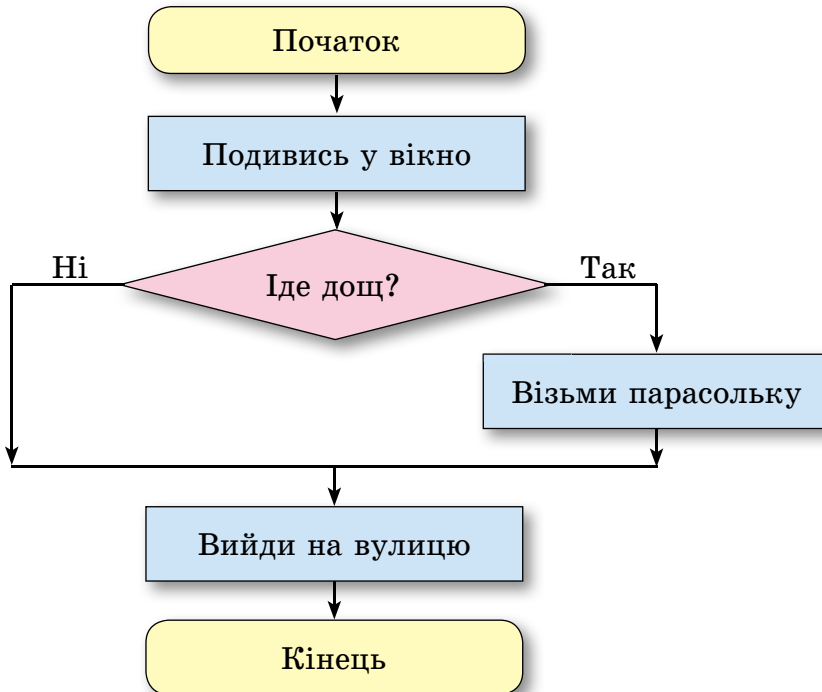 Початок
Подивись у вікно
Іде дощ?
Ні
Так
Візьми парасольку
Вийди на вулицю
Кінець